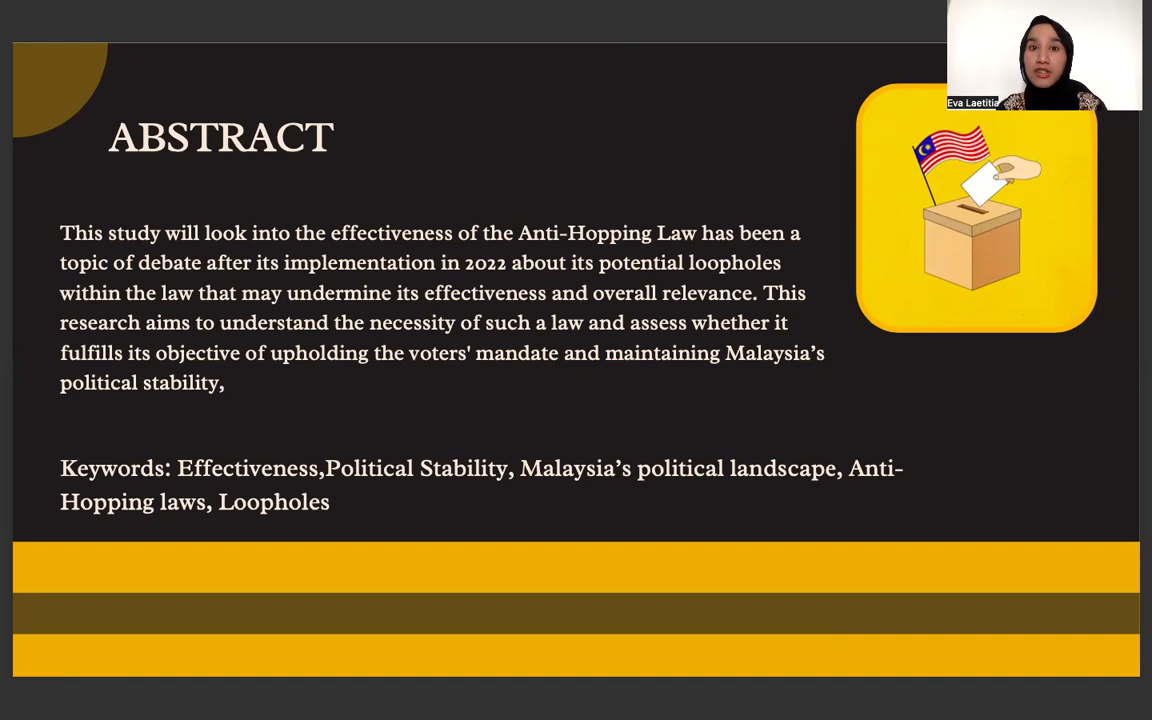 Eva Laetitia
ABSTRACT
This study will look into the effectiveness of the Anti-Hopping Law has been a
topic of debate after its implementation in 2022 about its potential loopholes
within the law that may undermine its effectiveness and overall relevance. This
research aims to understand the necessity of such a law and assess whether it
fulfills its objective of upholding the voters' mandate and maintaining Malaysia’s
political stability,
Keywords: Effectiveness,Political Stability, Malaysia’s political landscape, Anti-
Hopping laws, Loopholes